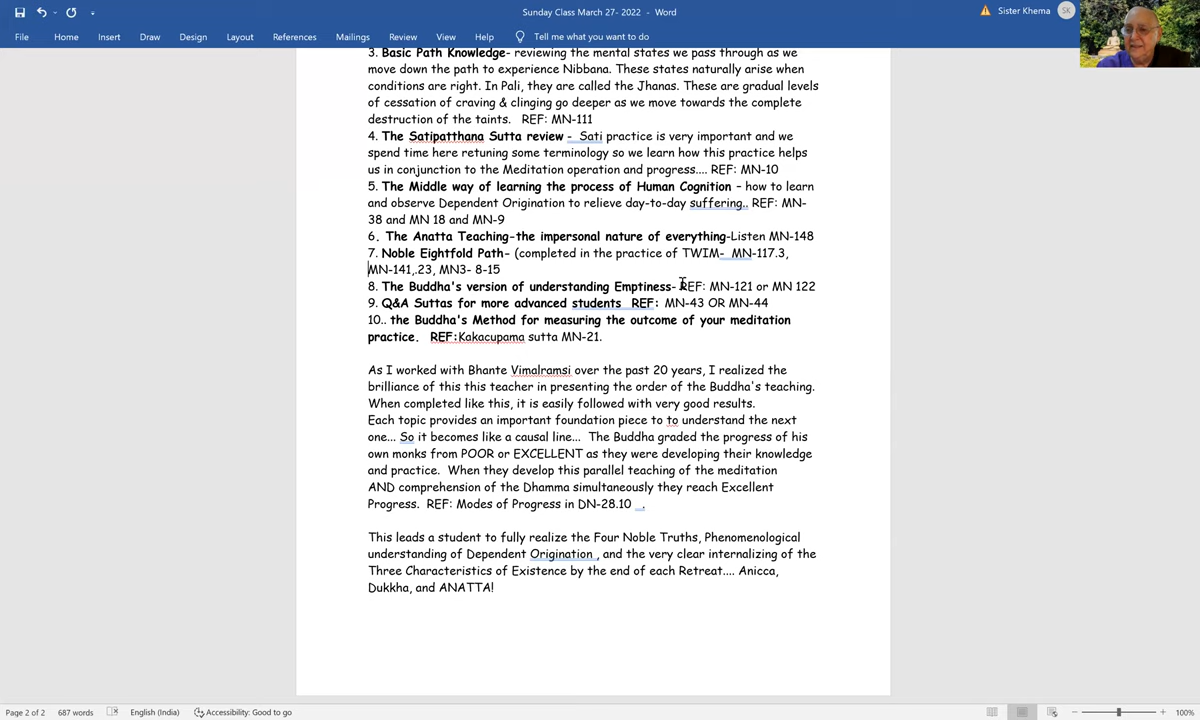 Sunday Class March 27- 2022 - Word
Sister Khema
SK
File Home Insert Draw Design Layout References Mailings Review View Help Tell me what you want to do
3. Basic Path Knowledge- reviewing the mental states we pass through as we
move down the path to experience Nibbana. These states naturally arise when
conditions are right. In Pali, they are called the Jhanas. These are gradual levels
of cessation of craving & clinging go deeper as we move towards the complete
destruction of the taints. REF: MN-111
4. The Satipatthana Sutta review - Sati practice is very important and we
spend time here retuning some terminology so we learn how this practice helps
us in conjunction to the Meditation operation and progress.... REF: MN-10
5. The Middle way of learning the process of Human Cognition - how to learn
and observe Dependent Origination to relieve day-to-day suffering.. REF: MN-
38 and MN 18 and MN-9
6. The Anatta Teaching-the impersonal nature of everything-Listen MN-148
7. Noble Eightfold Path- (completed in the practice of TWIM- MN-117.3,
MN-141,.23, MN3- 8-15
8. The Buddha's version of understanding Emptiness- REF: MN-121 or MN 122
9. Q&A Suttas for more advanced students REF: MN-43 OR MN-44
10.. the Buddha's Method for measuring the outcome of your meditation
practice. REF:Kakacupama sutta MN-21.
As I worked with Bhante Vimalramsi over the past 20 years, I realized the
brilliance of this this teacher in presenting the order of the Buddha's teaching.
When completed like this, it is easily followed with very good results.
Each topic provides an important foundation piece to to understand the next
one... So it becomes like a causal line... The Buddha graded the progress of his
own monks from POOR or EXCELLENT as they were developing their knowledge
and practice. When they develop this parallel teaching of the meditation
AND comprehension of the Dhamma simultaneously they reach Excellent
Progress. REF: Modes of Progress in DN-28.10 .
This leads a student to fully realize the Four Noble Truths, Phenomenological
understanding of Dependent Origination , and the very clear internalizing of the
Three Characteristics of Existence by the end of each Retreat.... Anicca,
Dukkha, and ANATTA!
Page 2 of 2 687 words English (India) Accessibility: Good to go 100%